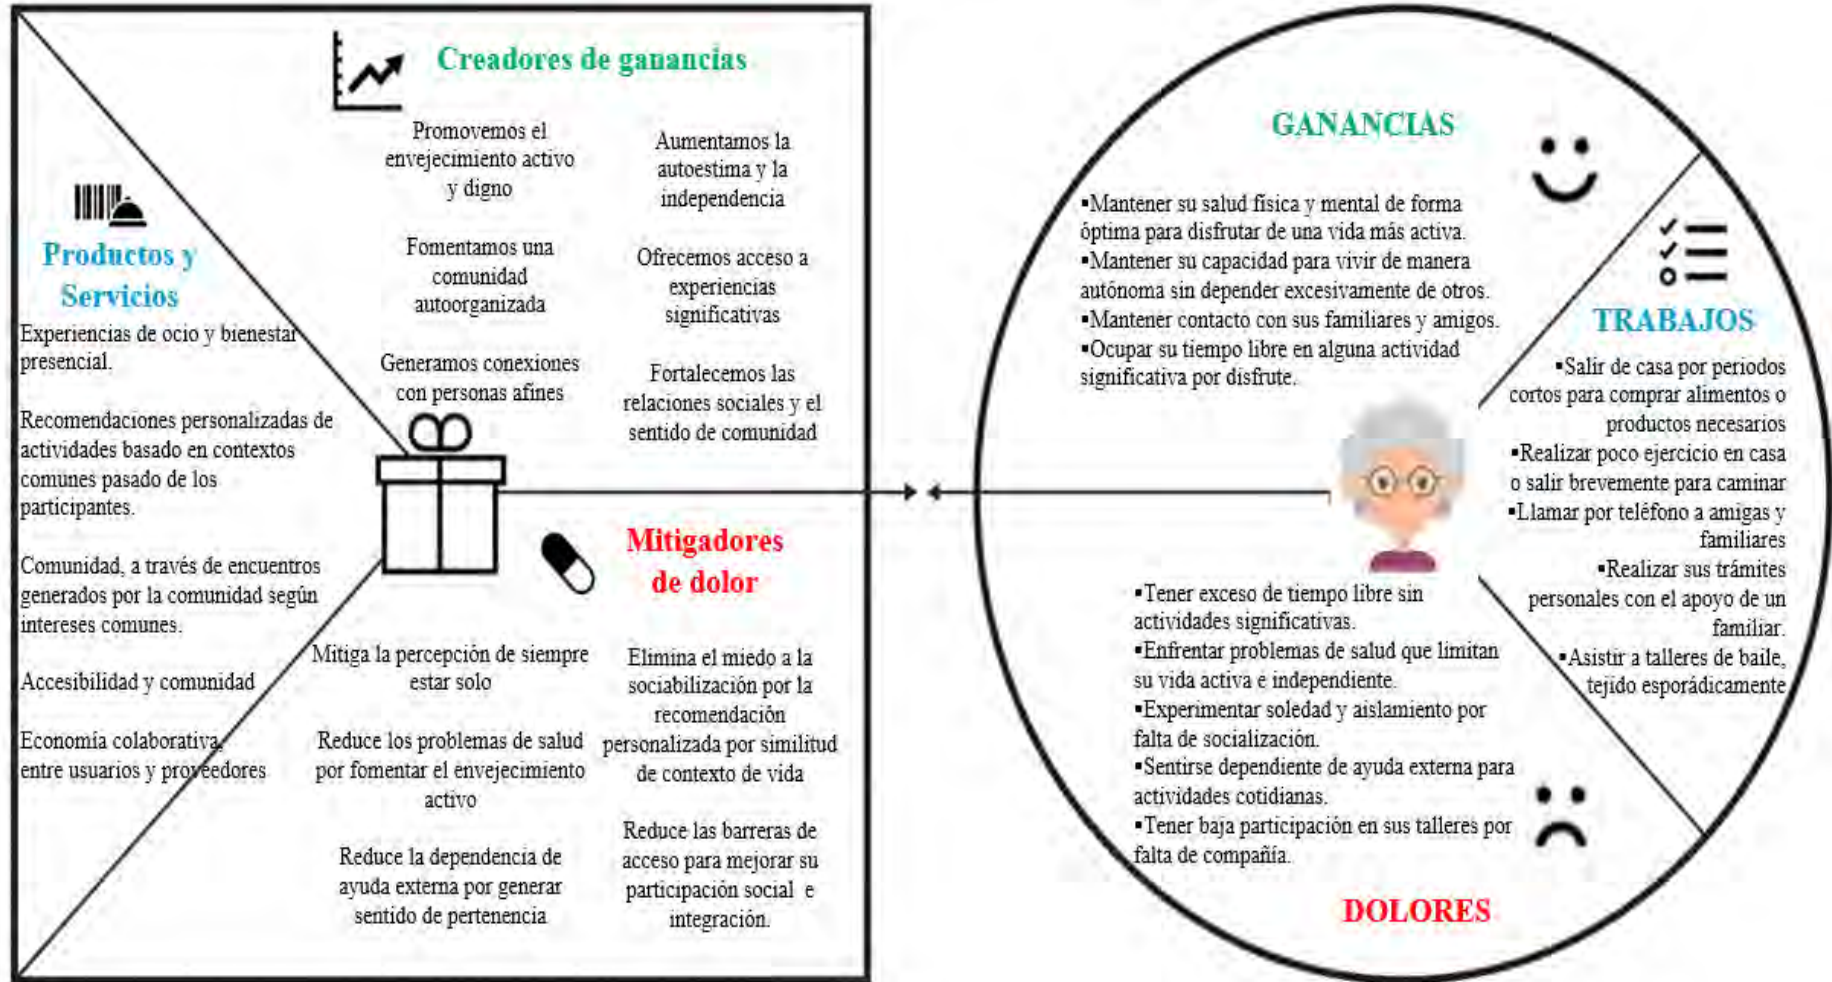 Creadores de ganancias
Promovemos el
envejecimiento activo
y digno
Fomentamos una
comunidad
autoorganizada
Generamos conexiones
con personas afines
Aumentamos la
autoestima y la
independencia
Ofrecemos acceso a
experiencias
significativas
Fortalecemos las
relaciones sociales y el
sentido de comunidad
Productos y
Servicios
Experiencias de ocio y bienestar
presencial.
Recomendaciones personalizadas de
actividades basado en contextos
comunes pasado de los
participantes.
Comunidad, a través de encuentros
generados por la comunidad según
intereses comunes.
Accesibilidad y comunidad
Economía colaborativa,
entre usuarios y proveedores
Mitigadores
de dolor
Mitiga la percepción de siempre
estar solo
Reduce los problemas de salud
por fomentar el envejecimiento
activo
Reduce la dependencia de
ayuda externa por generar
sentido de pertenencia
Elimina el miedo a la
sociabilización por la
recomendación
personalizada por similitud
de contexto de vida
Reduce las barreras de
acceso para mejorar su
participación social e
integración.
GANANCIAS
▪Mantener su salud física y mental de forma
óptima para disfrutar de una vida más activa.
▪Mantener su capacidad para vivir de manera
autónoma sin depender excesivamente de otros.
▪Mantener contacto con sus familiares y amigos.
▪Ocupar su tiempo libre en alguna actividad
significativa por disfrute.
TRABAJOS
▪Salir de casa por periodos
cortos para comprar alimentos o
productos necesarios
▪Realizar poco ejercicio en casa
o salir brevemente para caminar
▪Llamar por teléfono a amigas y
familiares
▪Realizar sus trámites
personales con el apoyo de un
familiar.
▪Asistir a talleres de baile,
tejido esporádicamente
▪Tener exceso de tiempo libre sin
actividades significativas.
▪Enfrentar problemas de salud que limitan
su vida activa e independiente.
▪Experimentar soledad y aislamiento por
falta de socialización.
▪Sentirse dependiente de ayuda externa para
actividades cotidianas.
▪Tener baja participación en sus talleres por
falta de compañía.
DOLORES